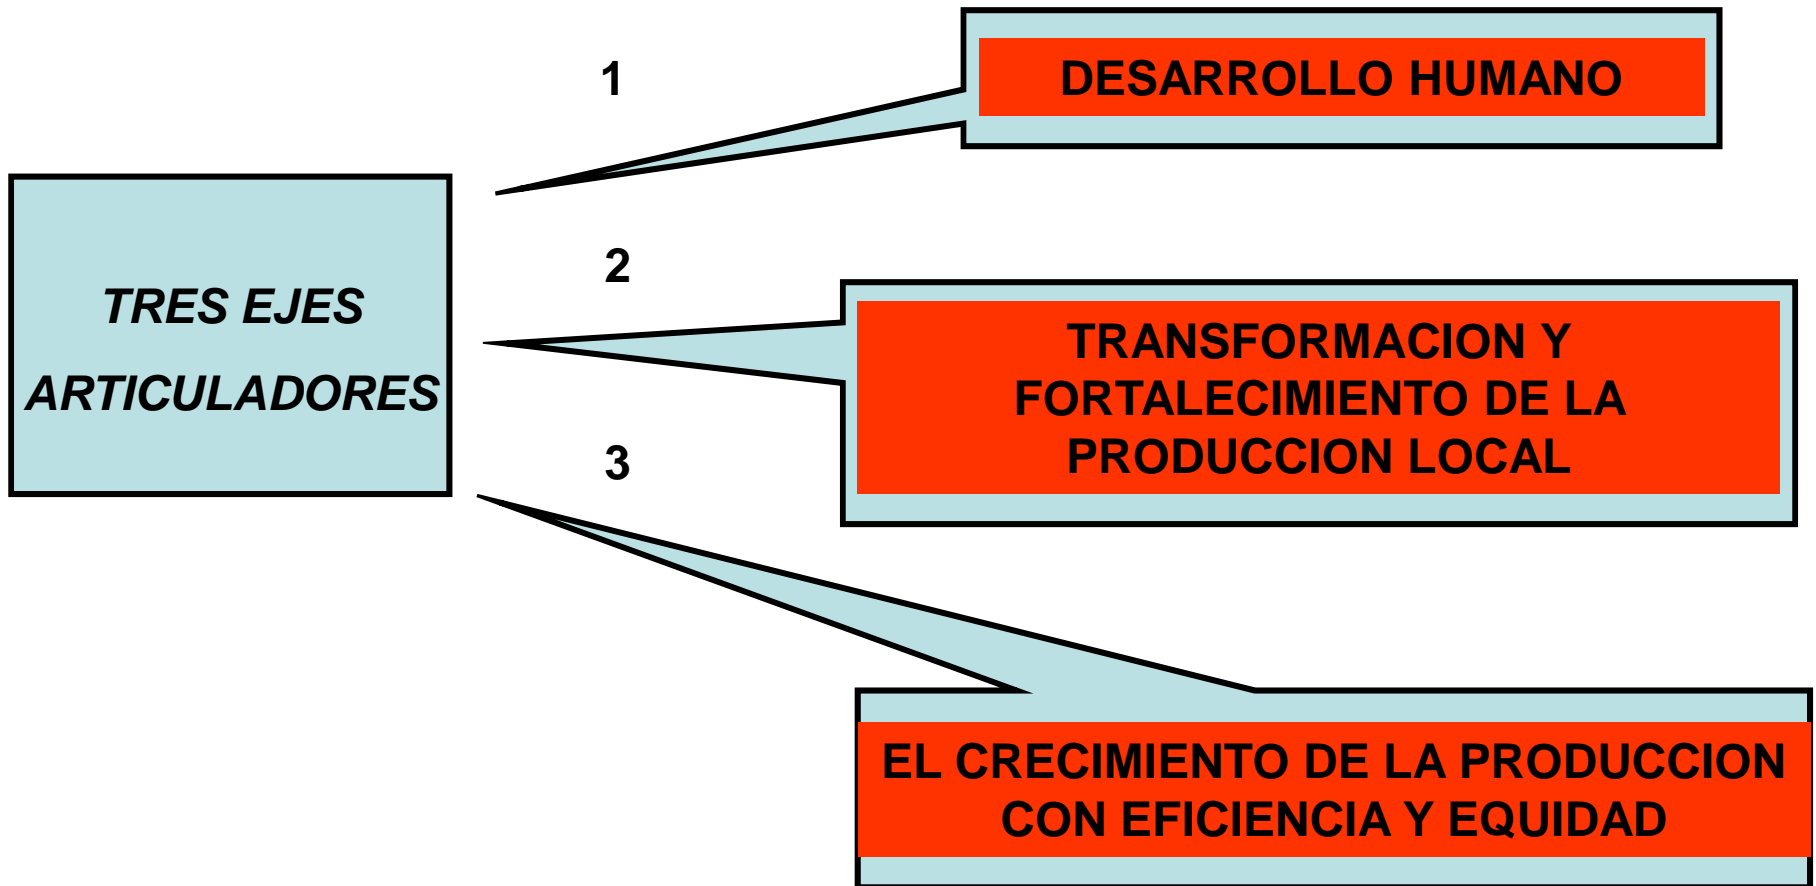 TRES EJES
ARTICULADORES
1
DESARROLLO HUMANO
2
TRANSFORMACION Y
FORTALECIMIENTO DE LA
PRODUCCION LOCAL
3
EL CRECIMIENTO DE LA PRODUCCION
CON EFICIENCIA Y EQUIDAD